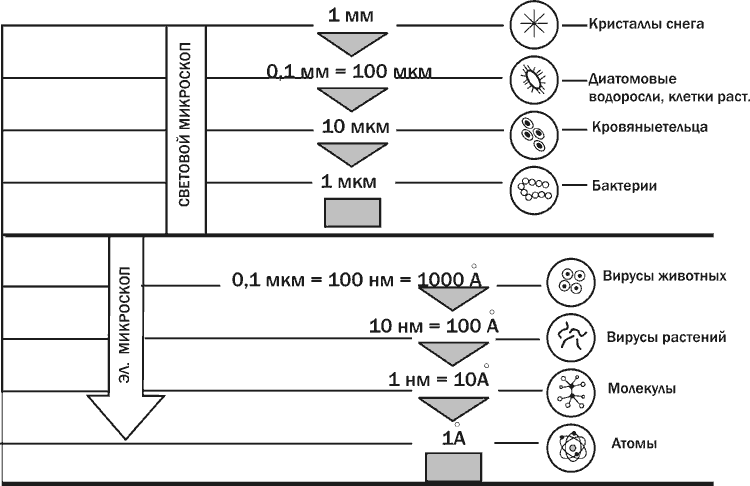 1 мм
Кристаллы снега
0,1 мм = 100 мкм
Диатомовые
водоросли, клетки раст.
10 мкм
Кровяныетельца
1 мкм
Бактерии
СВЕТОВОЙ МИКРОСКОП
0,1 мкм = 100 нм = 1000 Å
Вирусы животных
10 нм = 100 Å
Вирусы растений
1 нм = 10Å
Молекулы
1Å
Атомы
ЭЛ. МИКРОСКОП